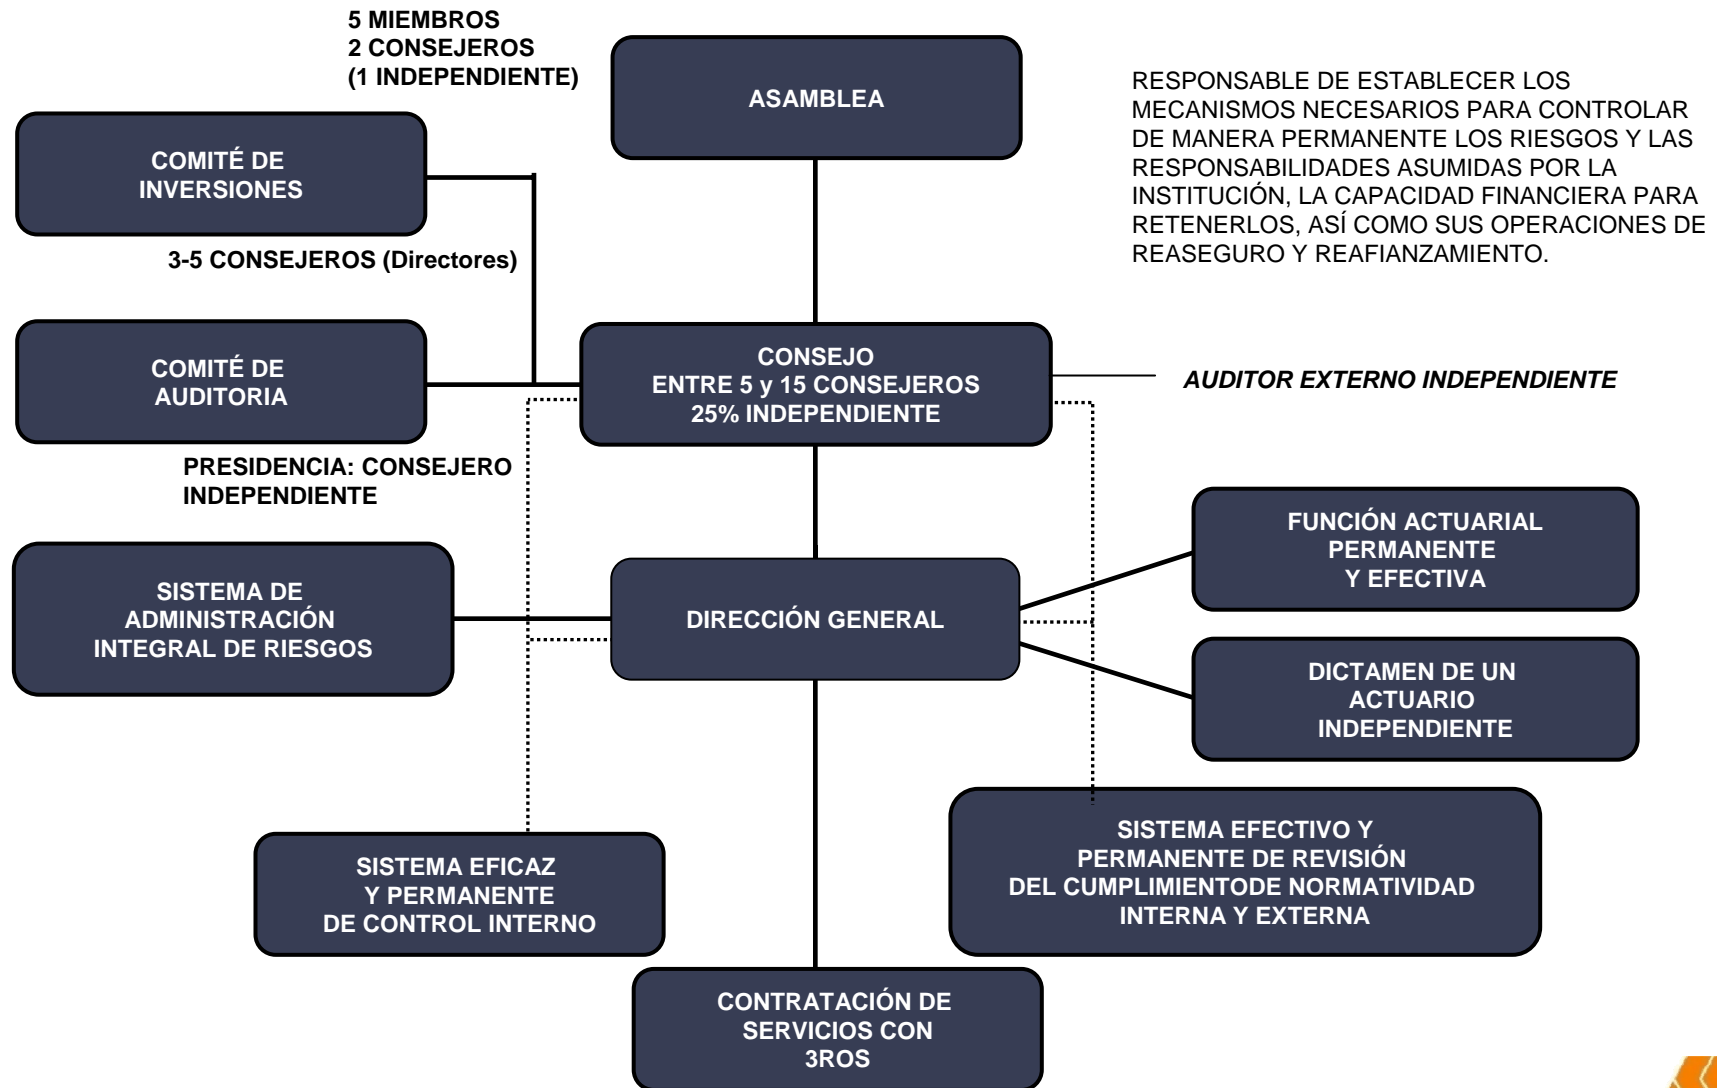 5 MIEMBROS
2 CONSEJEROS
(1 INDEPENDIENTE)
ASAMBLEA
RESPONSABLE DE ESTABLECER LOS
MECANISMOS NECESARIOS PARA CONTROLAR
DE MANERA PERMANENTE LOS RIESGOS Y LAS
RESPONSABILIDADES ASUMIDAS POR LA
INSTITUCIÓN, LA CAPACIDAD FINANCIERA PARA
RETENERLOS, ASÍ COMO SUS OPERACIONES DE
REASEGURO Y REAFIANZAMIENTO.
COMITÉ DE
INVERSIONES
3-5 CONSEJEROS (Directores)
COMITÉ DE
AUDITORIA
CONSEJO
ENTRE 5 y 15 CONSEJEROS
25% INDEPENDIENTE
AUDITOR EXTERNO INDEPENDIENTE
PRESIDENCIA: CONSEJERO
INDEPENDIENTE
FUNCIÓN ACTUARIAL
PERMANENTE
Y EFECTIVA
SISTEMA DE
ADMINISTRACIÓN
INTEGRAL DE RIESGOS
DIRECCIÓN GENERAL
DICTAMEN DE UN
ACTUARIO
INDEPENDIENTE
SISTEMA EFICAZ
Y PERMANENTE
DE CONTROL INTERNO
SISTEMA EFECTIVO Y
PERMANENTE DE REVISIÓN
DEL CUMPLIMIENTODE NORMATIVIDAD
INTERNA Y EXTERNA
CONTRATACIÓN DE
SERVICIOS CON
3ROS